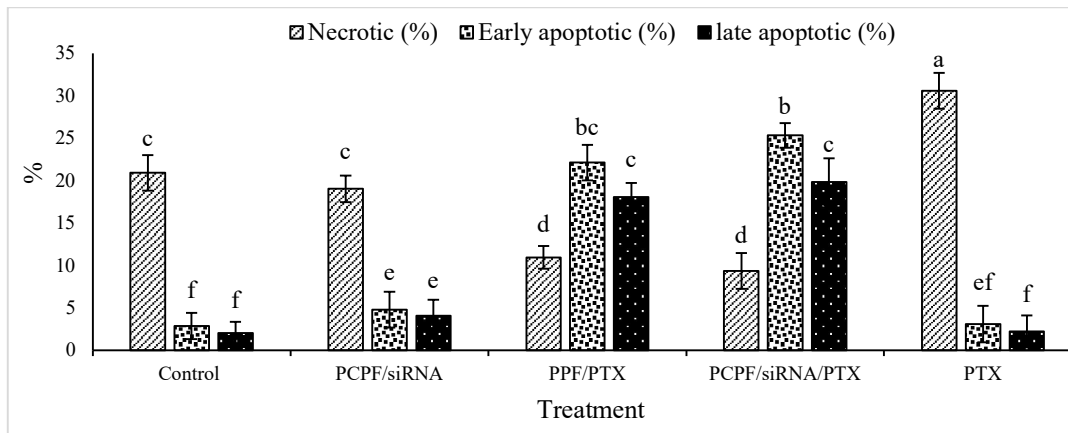 Necrotic (%) Early apoptotic (%) late apoptotic (%)
35
30
25
20
15
10
5
0
%
c f f
c e e
d bc c
d b c
a ef f
Control PCPF/siRNA PPF/PTX PCPF/siRNA/PTX PTX
Treatment